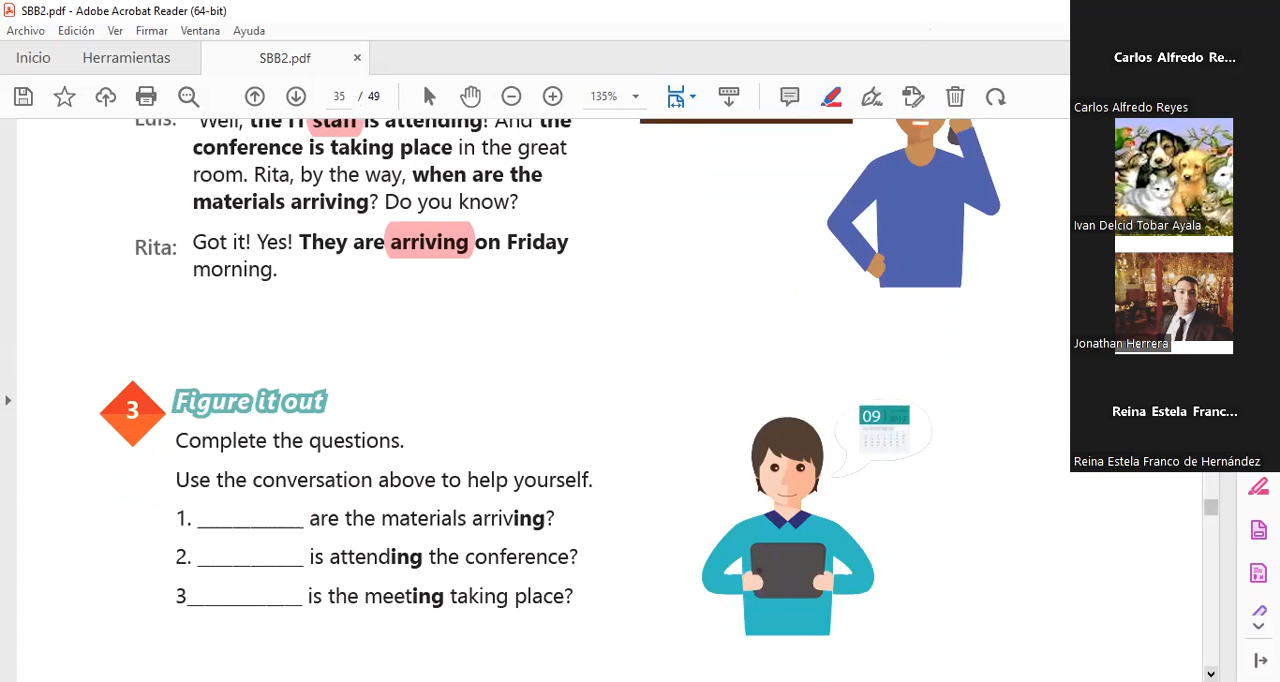 SBB2.pdf - Adobe Acrobat Reader (64-bit)
Archivo Edición Ver Firmar Ventana Ayuda
Inicio Herramientas SBB2.pdf ×
35 / 49 135%
Luis: Well, the IT staff is attending! And the
conference is taking place in the great
room. Rita, by the way, when are the
materials arriving? Do you know?
Rita: Got it! Yes! They are arriving on Friday
morning.
3 Figure it out
09
Complete the questions.
Use the conversation above to help yourself.
1. ___________ are the materials arriving?
2. ___________ is attending the conference?
3____________ is the meeting taking place?
Carlos Alfredo Re...
Carlos Alfredo Reyes
Ivan Delcid Tobar Ayala
Jonathan Herrera
Reina Estela Franc...
Reina Estela Franco de Hernández